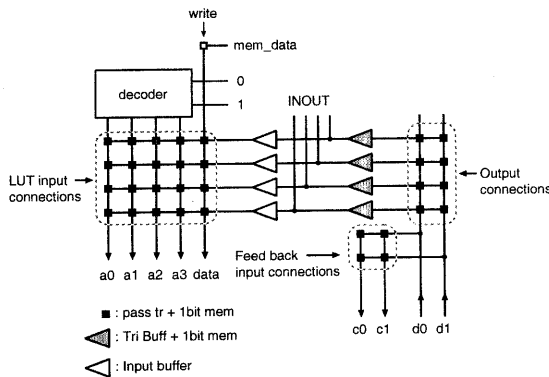 write
mem_data
decoder
0
1
INOUT
LUT input
connections
Output
connections
Feed back
input connections
a0 a1 a2 a3 data
c0 c1 d0 d1
: pass tr + 1bit mem
: Tri Buff + 1bit mem
: Input buffer